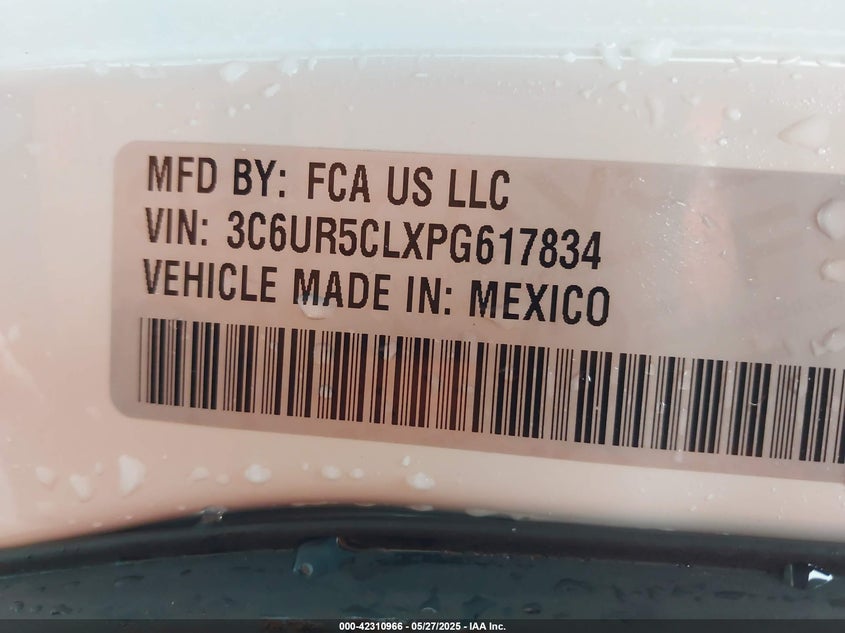 MFD BY: FCA US LLC
VIN: 3C6UR5CLXPG617834
VEHICLE MADE IN: MEXICO
000-42310966 - 05/27/2025 - IAA Inc.